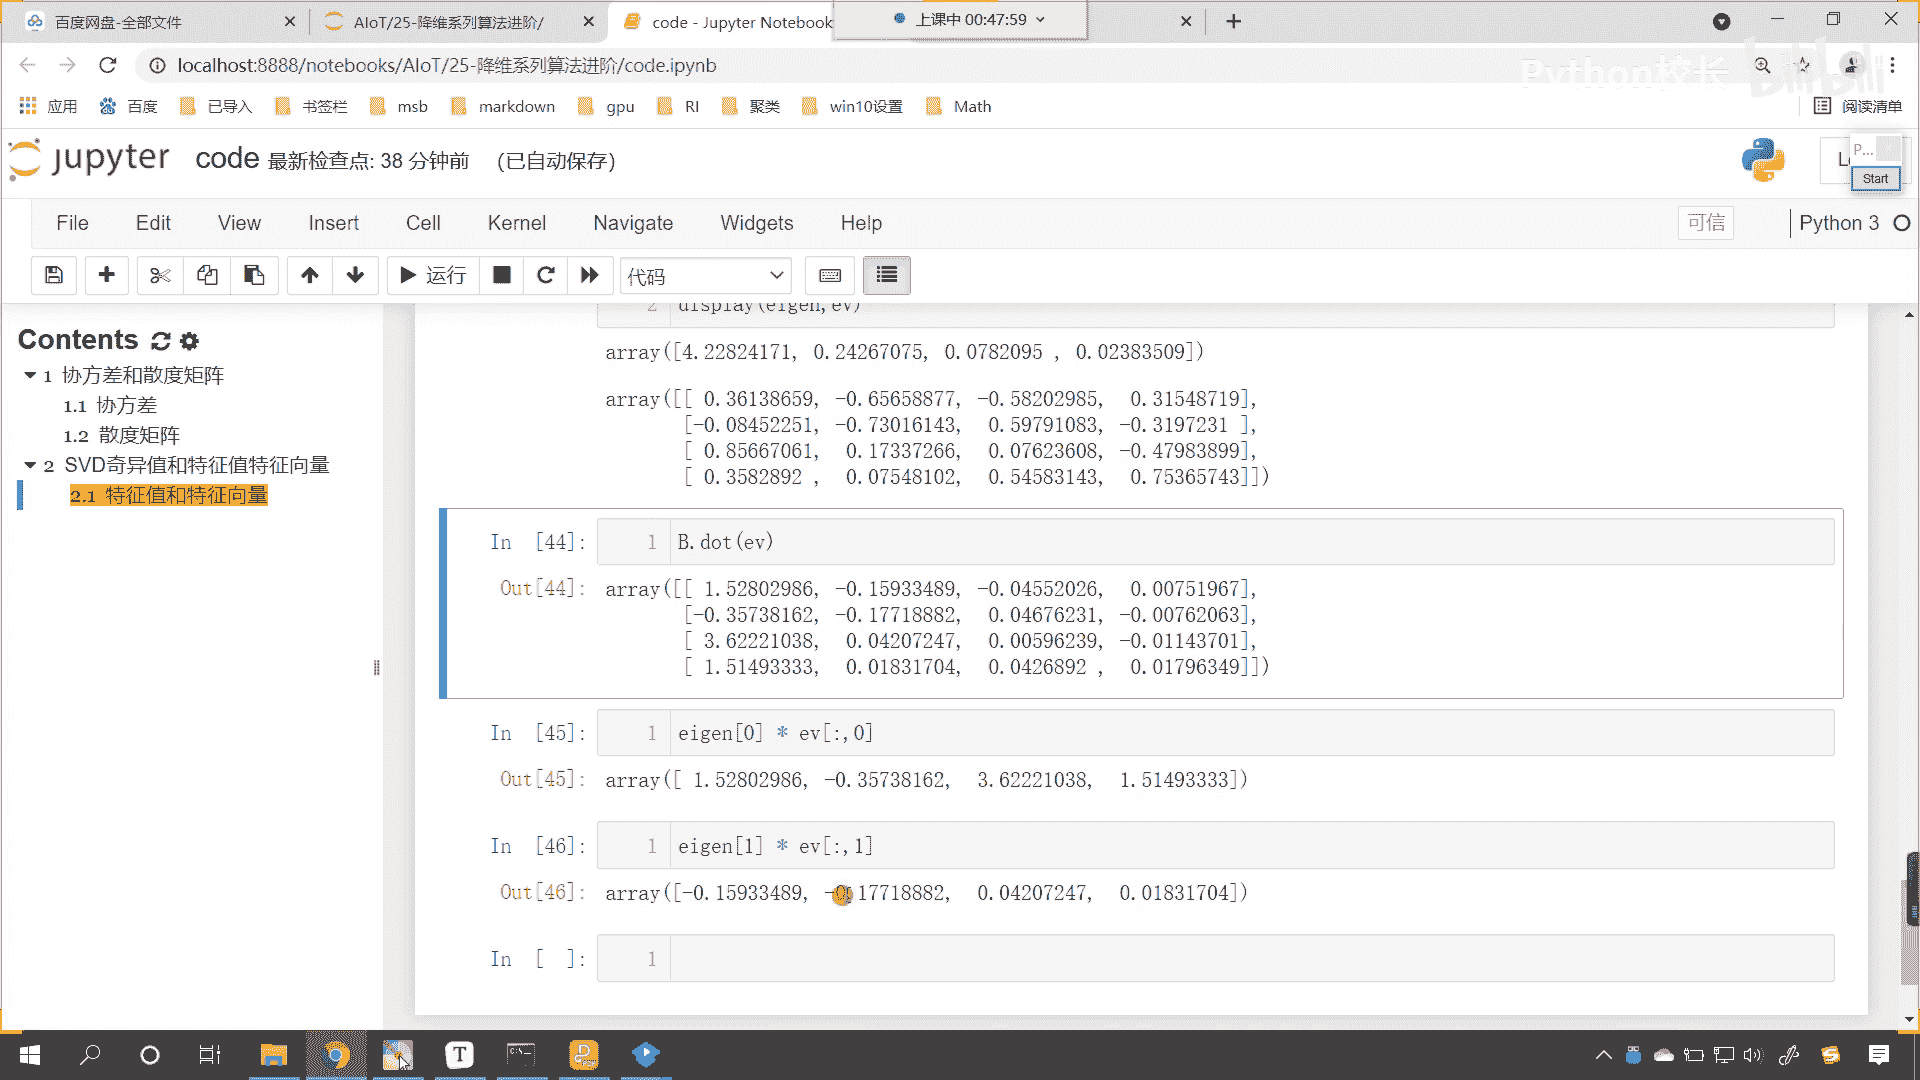 百度网盘-全部文件
AIoT/25-降维系列算法进阶/
code - Jupyter Notebook
上课中 00:47:59
localhost:8888/notebooks/AIoT/25-降维系列算法进阶/code.ipynb
Python校长 bilibili
应用 百度 已导入 书签栏 msb markdown gpu RI 聚类 win10设置 Math 阅读清单
jupyter code 最新检查点: 38 分钟前 (已自动保存)
P...
Start
File Edit View Insert Cell Kernel Navigate Widgets Help 可信 Python 3
运行 代码
Contents
1 协方差和散度矩阵
1.1 协方差
1.2 散度矩阵
2 SVD奇异值和特征值特征向量
2.1 特征值和特征向量
2 display(eigen,ev)
array([4.22824171, 0.24267075, 0.0782095 , 0.02383509])
array([[ 0.36138659, -0.65658877, -0.58202985, 0.31548719],
[-0.08452251, -0.73016143, 0.59791083, -0.3197231 ],
[ 0.85667061, 0.17337266, 0.07623608, -0.47983899],
[ 0.3582892 , 0.07548102, 0.54583143, 0.75365743]])
In [44]: 1 B.dot(ev)
Out[44]: array([[ 1.52802986, -0.15933489, -0.04552026, 0.00751967],
[-0.35738162, -0.17718882, 0.04676231, -0.00762063],
[ 3.62221038, 0.04207247, 0.00596239, -0.01143701],
[ 1.51493333, 0.01831704, 0.0426892 , 0.01796349]])
In [45]: 1 eigen[0] * ev[:,0]
Out[45]: array([ 1.52802986, -0.35738162, 3.62221038, 1.51493333])
In [46]: 1 eigen[1] * ev[:,1]
Out[46]: array([-0.15933489, -0.17718882, 0.04207247, 0.01831704])
In [ ]: 1